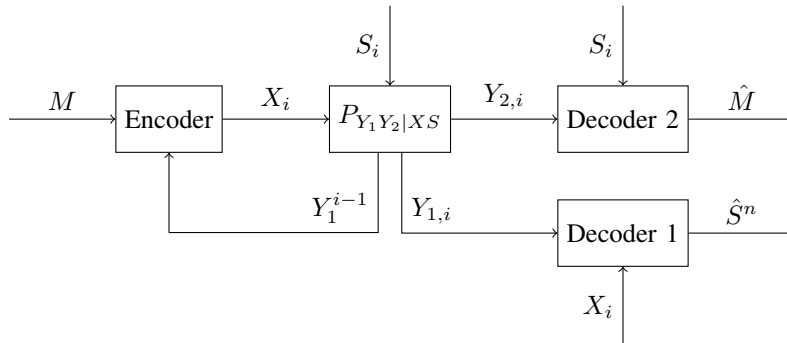 S_i
S_i
M
Encoder
X_i
P_{Y_1Y_2|XS}
Y_{2,i}
Decoder 2
\hat{M}
Y_1^{i-1}
Y_{1,i}
Decoder 1
\hat{S}^n
X_i